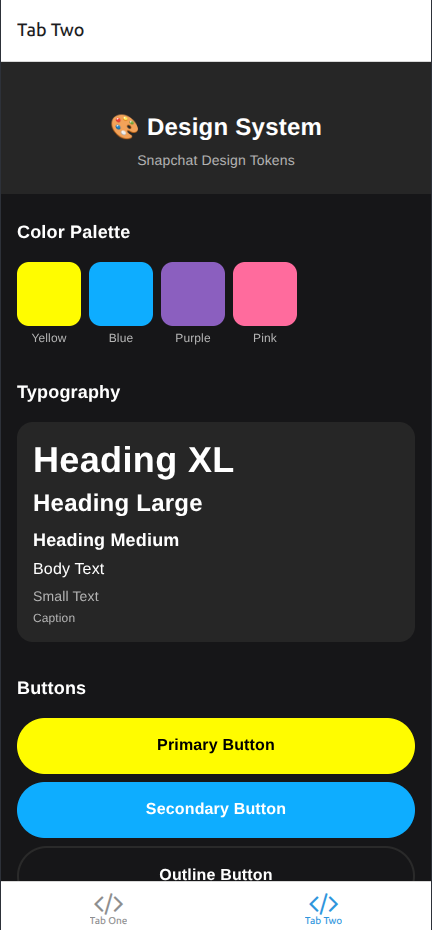 Tab Two
🎨 Design System
Snapchat Design Tokens
Color Palette
Yellow Blue Purple Pink
Typography
Heading XL
Heading Large
Heading Medium
Body Text
Small Text
Caption
Buttons
Primary Button
Secondary Button
Outline Button
Tab One Tab Two